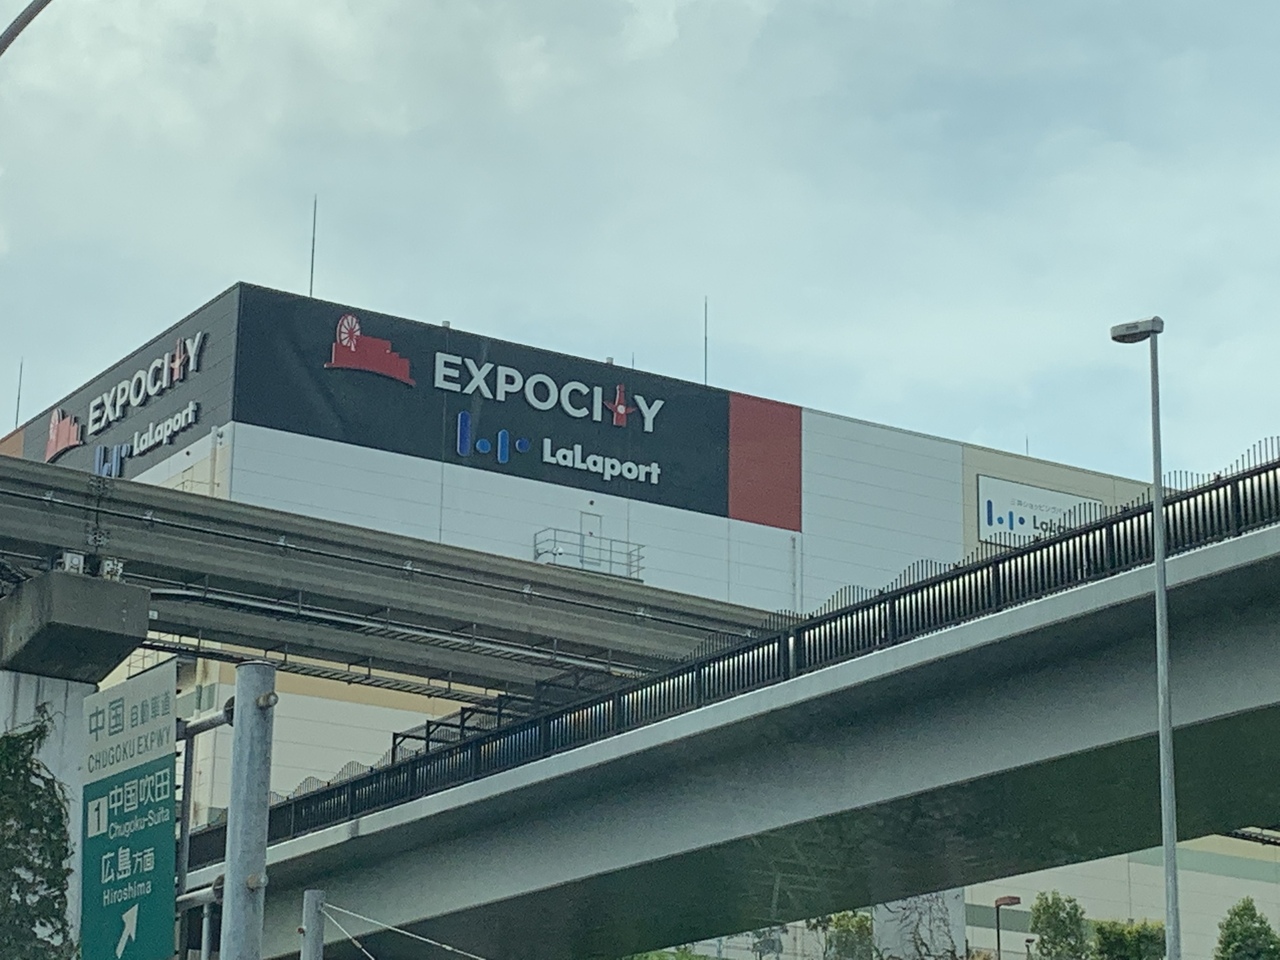 EXPOCITY
LaLaport
EXPOCITY
LaLaport
中国自動車道
CHUGOKU EXPWY
1 中国吹田
Chugoku-Suita
広島方面
Hiroshima